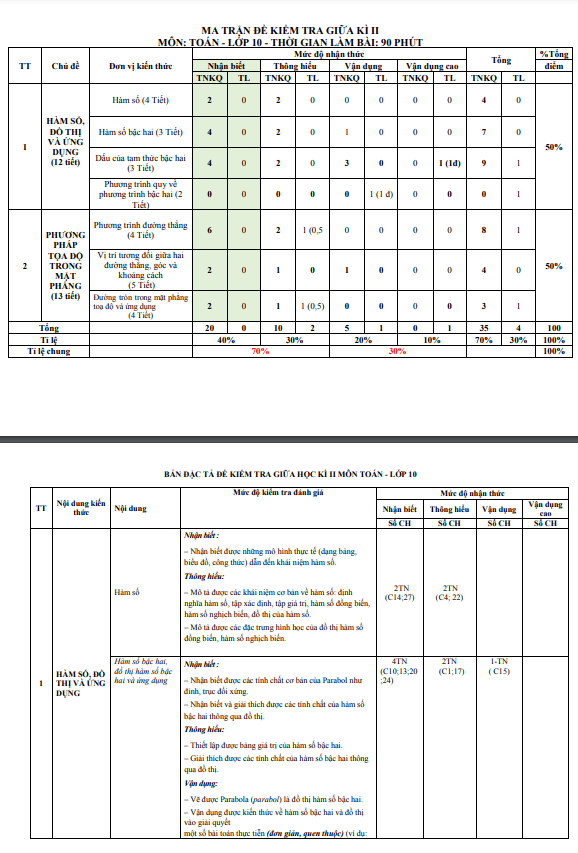 MA TRẬN ĐỀ KIỂM TRA GIỮA KÌ II
MÔN: TOÁN - LỚP 10 - THỜI GIAN LÀM BÀI: 90 PHÚT
TT Chủ đề Đơn vị kiến thức Mức độ nhận thức Tổng %Tổng điểm
Nhận biết Thông hiểu Vận dụng Vận dụng cao
TNKQ TL TNKQ TL TNKQ TL TNKQ TL TNKQ TL
1 HÀM SỐ, ĐỒ THỊ VÀ ỨNG DỤNG (12 tiết) 50%
Hàm số (4 Tiết) 2 0 2 0 0 0 0 0 4 0
Hàm số bậc hai (3 Tiết) 4 0 2 0 1 0 0 0 7 0
Dấu của tam thức bậc hai (3 Tiết) 4 0 2 0 3 0 0 1 (1đ) 9 1
Phương trình quy về phương trình bậc hai (2 Tiết) 0 0 0 0 0 1 (1 đ) 0 0 0 1
2 PHƯƠNG PHÁP TỌA ĐỘ TRONG MẶT PHẲNG (13 tiết) 50%
Phương trình đường thẳng (4 Tiết) 6 0 2 1 (0,5 0 0 0 0 8 1
Vị trí tương đối giữa hai đường thẳng, góc và khoảng cách (5 Tiết) 2 0 1 0 1 0 0 0 4 0
Đường tròn trong mặt phẳng toạ độ và ứng dụng (4 Tiết) 2 0 1 1 (0,5) 0 0 0 0 3 1
Tổng 20 0 10 2 5 1 0 1 35 4 100
Tỉ lệ 40% 30% 20% 10% 70% 30% 100%
Tỉ lệ chung 70% 30% 100%
BẢN ĐẶC TẢ ĐỀ KIỂM TRA GIỮA HỌC KÌ II MÔN TOÁN - LỚP 10
TT Nội dung kiến thức Nội dung Mức độ kiểm tra đánh giá Mức độ nhận thức
Nhận biết Thông hiểu Vận dụng Vận dụng cao
Số CH Số CH Số CH Số CH
1 HÀM SỐ, ĐỒ THỊ VÀ ỨNG DỤNG
Hàm số
Nhận biết :
– Nhận biết được những mô hình thực tế (dạng bảng,
biểu đồ, công thức) dẫn đến khái niệm hàm số.
Thông hiểu:
– Mô tả được các khái niệm cơ bản về hàm số: định
nghĩa hàm số, tập xác định, tập giá trị, hàm số đồng biến,
hàm số nghịch biến, đồ thị của hàm số.
– Mô tả được các đặc trưng hình học của đồ thị hàm số
đồng biến, hàm số nghịch biến.
2TN (C14;27)
2TN (C4; 22)
Hàm số bậc hai,
đồ thị hàm số bậc
hai và ứng dụng
Nhận biết :
– Nhận biết được các tính chất cơ bản của Parabol như
đỉnh, trục đối xứng.
– Nhận biết và giải thích được các tính chất của hàm số
bậc hai thông qua đồ thị.
Thông hiểu:
– Thiết lập được bảng giá trị của hàm số bậc hai.
– Giải thích được các tính chất của hàm số bậc hai thông
qua đồ thị.
Vận dụng:
– Vẽ được Parabola (parabol) là đồ thị hàm số bậc hai.
– Vận dụng được kiến thức về hàm số bậc hai và đồ thị
vào giải quyết
một số bài toán thực tiễn (đơn giản, quen thuộc) (ví dụ:
4TN (C10;13;20 ;24)
2TN (C1;17)
1-TN ( C15)